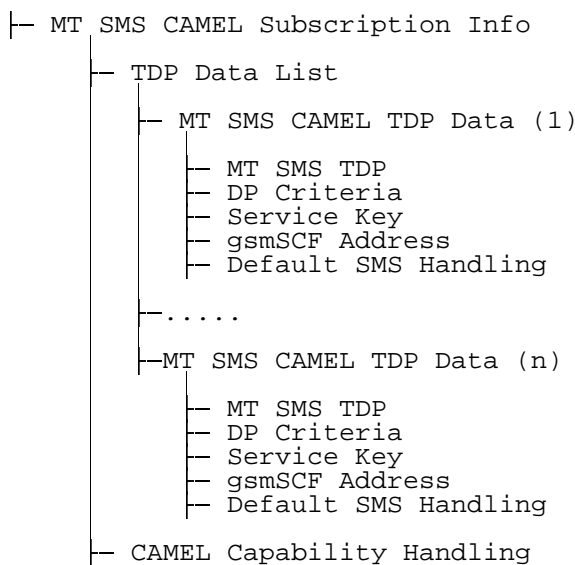 MT SMS CAMEL Subscription Info
TDP Data List
MT SMS CAMEL TDP Data (1)
MT SMS TDP
DP Criteria
Service Key
gsmSCF Address
Default SMS Handling
.....
MT SMS CAMEL TDP Data (n)
MT SMS TDP
DP Criteria
Service Key
gsmSCF Address
Default SMS Handling
CAMEL Capability Handling